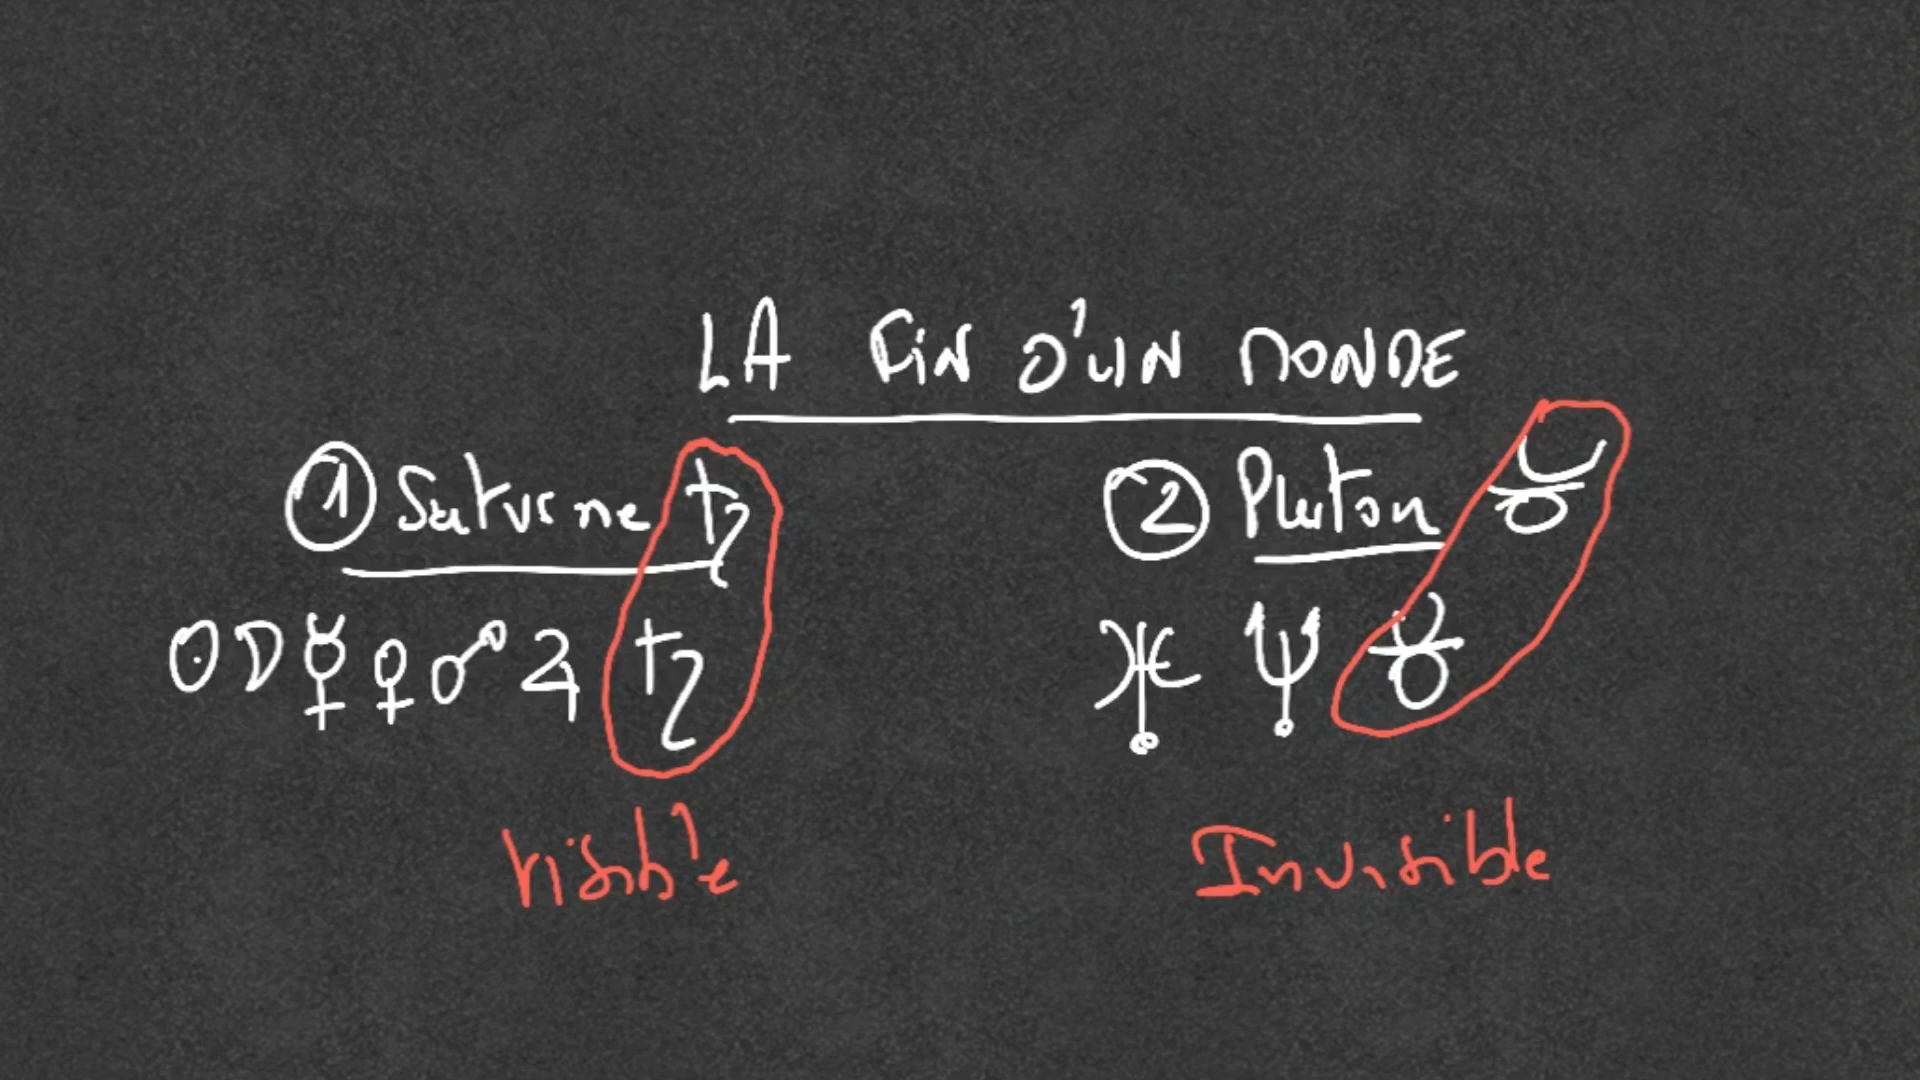 LA FIN D'UN MONDE
① Saturne ♄
② Pluton ♇
☉ ☽ ☿ ♀ ♂ ♃ ♄
♅ ♆ ♇
Visible
Invisible